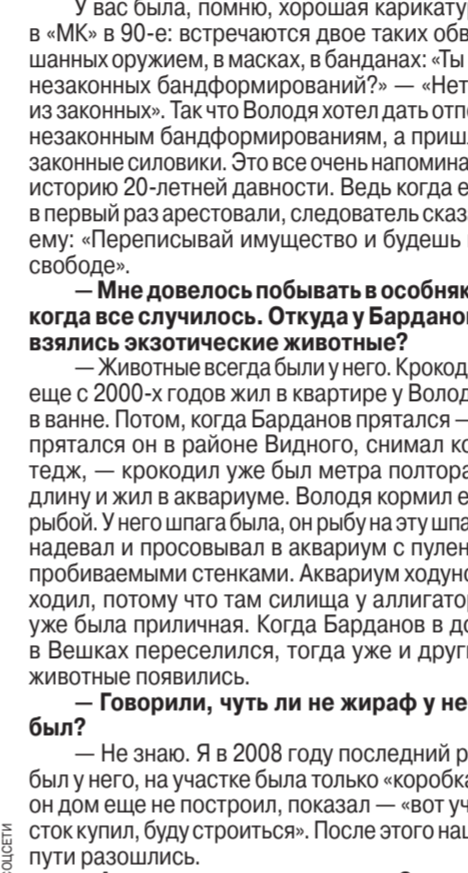 У вас была, помню, хорошая карикатур
в «МК» в 90-е: встречаются двое таких обв
шанных оружием, в масках, в банданах: «Ты
незаконных бандформирований?» — «Нет
из законных». Так что Володя хотел дать отп
незаконным бандформированиям, а приш
законные силовики. Это все очень напомина
историю 20-летней давности. Ведь когда е
в первый раз арестовали, следователь сказ
ему: «Переписывай имущество и будешь
свободе».
— Мне довелось побывать в особняк
когда все случилось. Откуда у Барданов
взялись экзотические животные?
— Животные всегда были у него. Крокод
еще с 2000-х годов жил в квартире у Волод
в ванне. Потом, когда Барданов прятался —
прятался он в районе Видного, снимал ко
тедж, — крокодил уже был метра полтора
длину и жил в аквариуме. Володя кормил е
рыбой. У него шпага была, он рыбу на эту шпа
надевал и просовывал в аквариум с пулен
пробиваемыми стенками. Аквариум ходуно
ходил, потому что там силища у аллигатор
уже была приличная. Когда Барданов в до
в Вешках переселился, тогда уже и други
животные появились.
— Говорили, чуть ли не жираф у не
был?
— Не знаю. Я в 2008 году последний р
был у него, на участке была только «коробка
он дом еще не построил, показал — «вот уч
сток купил, буду строиться». После этого наш
пути разошлись.
СОЦСЕТИ